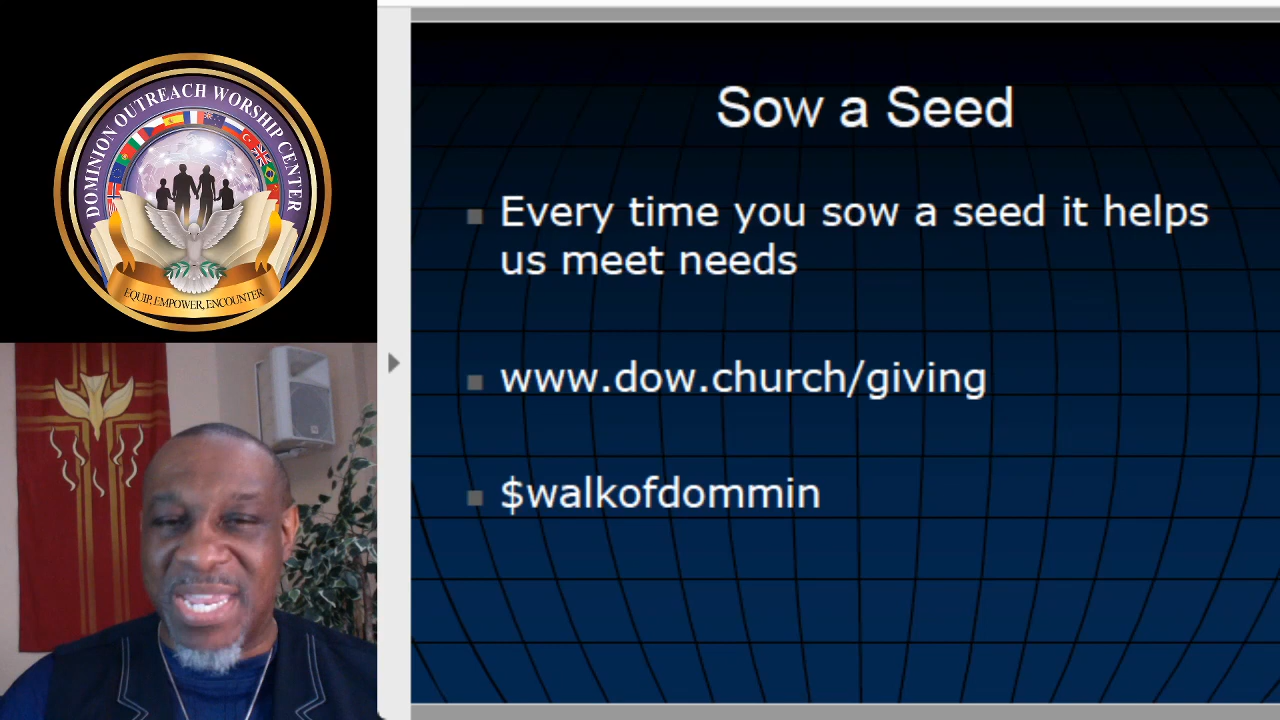 DOMINION OUTREACH WORSHIP CENTER
EQUIP, EMPOWER, ENCOUNTER
Sow a Seed
Every time you sow a seed it helps
us meet needs
www.dow.church/giving
$walkofdommin